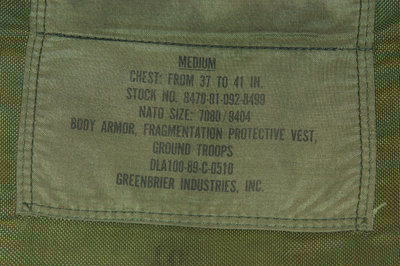 MEDIUM
CHEST: FROM 37 TO 41 IN.
STOCK NO. 8470-01-092-8499
NATO SIZE: 7080/9404
BODY ARMOR, FRAGMENTATION PROTECTIVE VEST,
GROUND TROOPS
DLA100-89-C-0510
GREENBRIER INDUSTRIES, INC.